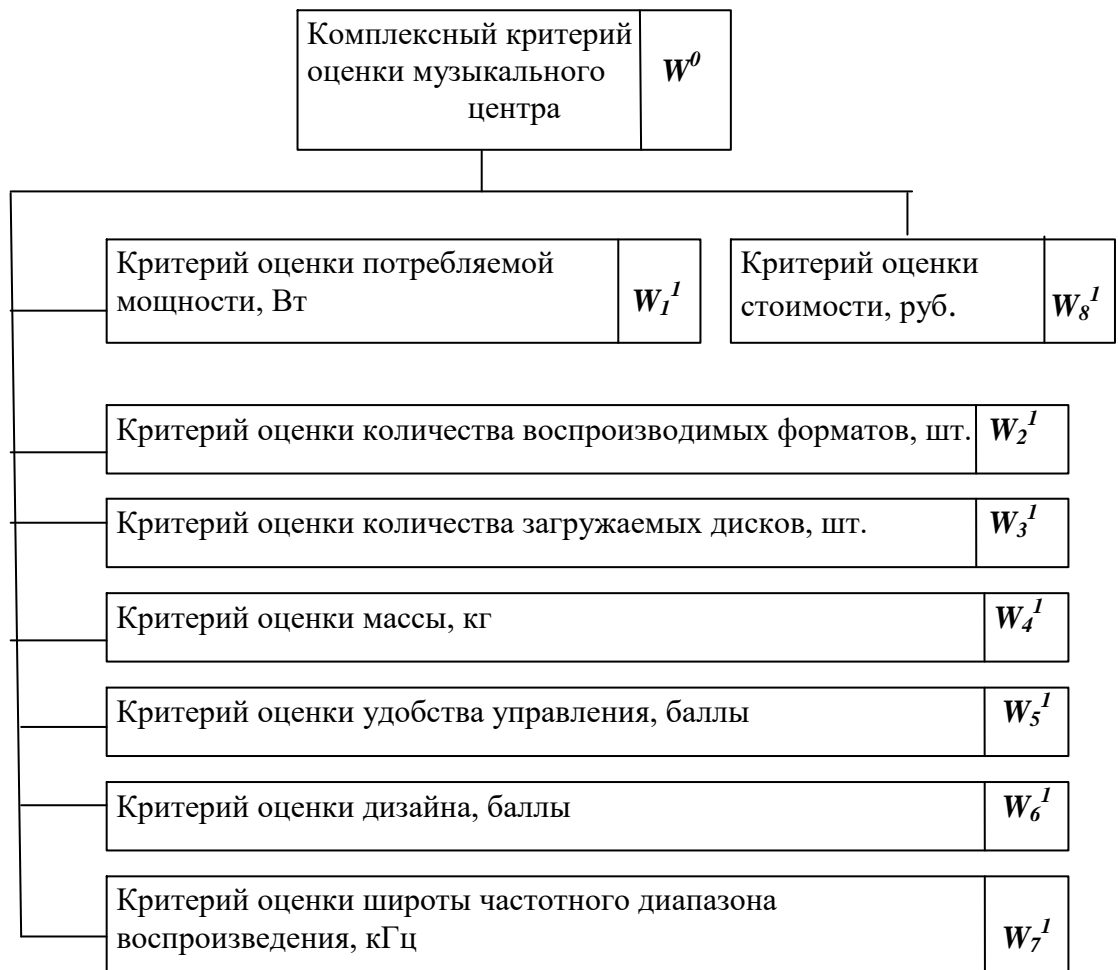 Комплексный критерий
оценки музыкального
центра
W⁰
Критерий оценки потребляемой
мощности, Вт
W₁¹
Критерий оценки
стоимости, руб.
W₈¹
Критерий оценки количества воспроизводимых форматов, шт.
W₂¹
Критерий оценки количества загружаемых дисков, шт.
W₃¹
Критерий оценки массы, кг
W₄¹
Критерий оценки удобства управления, баллы
W₅¹
Критерий оценки дизайна, баллы
W₆¹
Критерий оценки широты частотного диапазона
воспроизведения, кГц
W₇¹